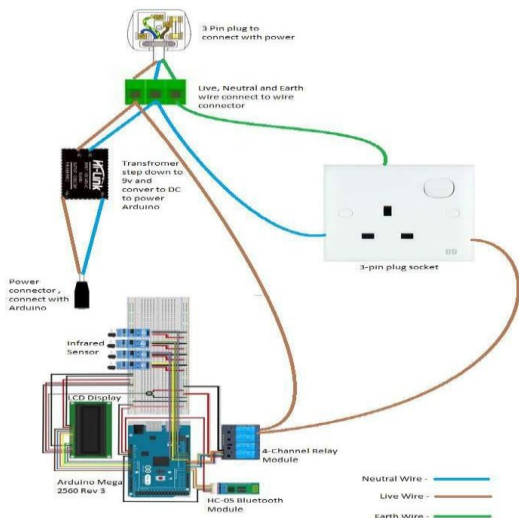 3 Pin plug to
connect with power
Live, Neutral and Earth
wire connect to wire
connector
Hi-Link
Transfromer
step down to
9v and
conver to DC
to power
Arduino
3-pin plug socket
Power
connector ,
connect with
Arduino
Infrared
Sensor
LCD Display
4-Channel Relay
Module
Arduino Mega
2560 Rev 3
HC-05 Bluetooth
Module
Neutral Wire -
Live Wire -
Earth Wire -